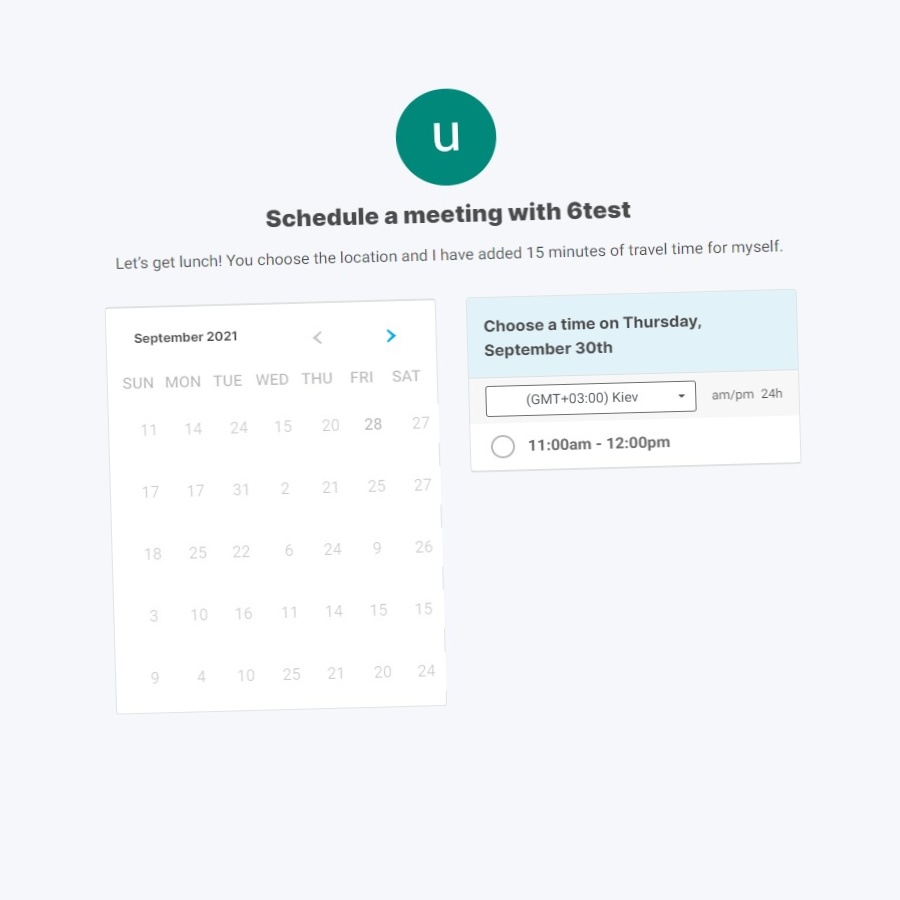 u
Schedule a meeting with 6test
Let's get lunch! You choose the location and I have added 15 minutes of travel time for myself.
September 2021
SUN MON TUE WED THU FRI SAT
11 14 24 15 20 28 27
17 17 31 2 21 25 27
18 25 22 6 24 9 26
3 10 16 11 14 15 15
9 4 10 25 21 20 24
Choose a time on Thursday,
September 30th
(GMT+03:00) Kiev
am/pm 24h
11:00am - 12:00pm